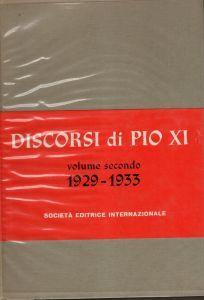 DISCORSI di PIO XI
volume secondo
1929-1933
SOCIETÀ EDITRICE INTERNAZIONALE